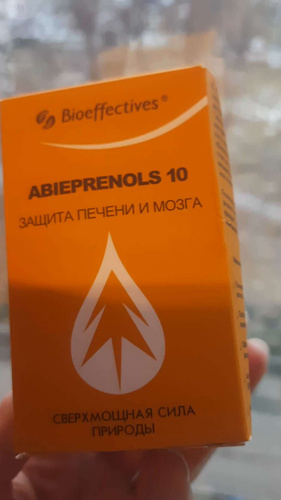 Bioeffectives®
ABIEPRENOLS 10
ЗАЩИТА ПЕЧЕНИ И МОЗГА
СВЕРХМОЩНАЯ СИЛА
ПРИРОДЫ